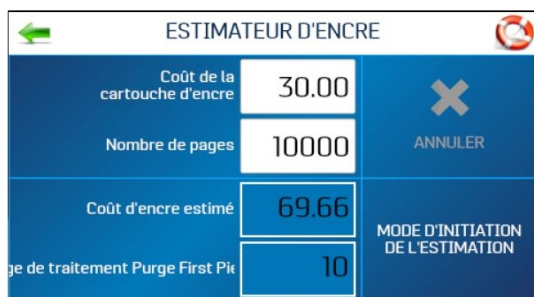 ESTIMATEUR D'ENCRE
Coût de la
cartouche d'encre
30.00
ANNULER
Nombre de pages
10000
Coût d'encre estimé
69.66
MODE D'INITIATION
DE L'ESTIMATION
ge de traitement Purge First Pie
10